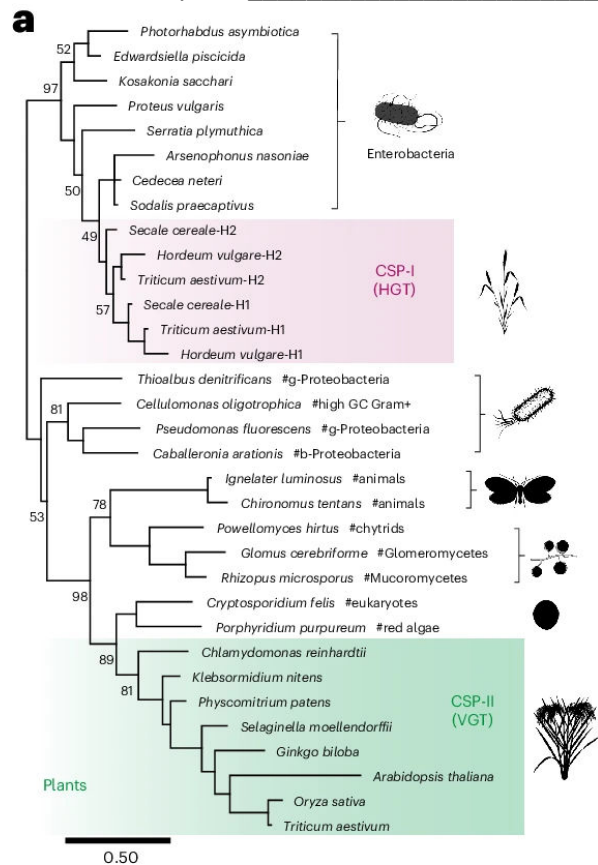 a
Photorhabdus asymbiotica
52
Edwardsiella piscicida
Kosakonia sacchari
97
Proteus vulgaris
Serratia plymuthica
Enterobacteria
Arsenophonus nasoniae
Cedecea neteri
50
Sodalis praecaptivus
Secale cereale-H2
49
Hordeum vulgare-H2
CSP-I
(HGT)
Triticum aestivum-H2
Secale cereale-H1
57
Triticum aestivum-H1
Hordeum vulgare-H1
Thioalbus denitrificans #g-Proteobacteria
Cellulomonas oligotrophica #high GC Gram+
81
Pseudomonas fluorescens #g-Proteobacteria
Caballeronia arationis #b-Proteobacteria
Ignelater luminosus #animals
78
Chironomus tentans #animals
53
Powellomyces hirtus #chytrids
Glomus cerebriforme #Glomeromycetes
Rhizopus microsporus #Mucoromycetes
98
Cryptosporidium felis #eukaryotes
Porphyridium purpureum #red algae
89
Chlamydomonas reinhardtii
Klebsormidium nitens
81
Physcomitrium patens
CSP-II
(VGT)
Selaginella moellendorffii
Ginkgo biloba
Arabidopsis thaliana
Plants
Oryza sativa
Triticum aestivum
0.50